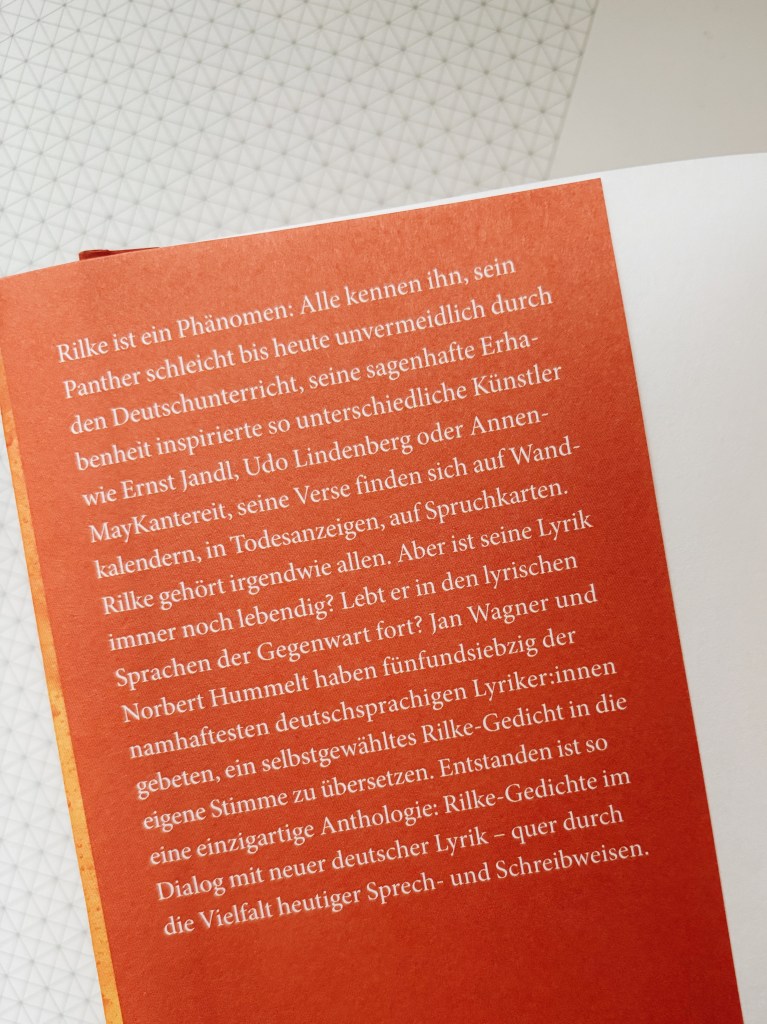 Rilke ist ein Phänomen: Alle kennen ihn, sein
Panther schleicht bis heute unvermeidlich durch
den Deutschunterricht, seine sagenhafte Erha-
benheit inspirierte so unterschiedliche Künstler
wie Ernst Jandl, Udo Lindenberg oder Annen-
MayKantereit, seine Verse finden sich auf Wand-
kalendern, in Todesanzeigen, auf Spruchkarten.
Rilke gehört irgendwie allen. Aber ist seine Lyrik
immer noch lebendig? Lebt er in den lyrischen
Sprachen der Gegenwart fort? Jan Wagner und
Norbert Hummelt haben fünfundsiebzig der
namhaftesten deutschsprachigen Lyriker:innen
gebeten, ein selbstgewähltes Rilke-Gedicht in die
eigene Stimme zu übersetzen. Entstanden ist so
eine einzigartige Anthologie: Rilke-Gedichte im
Dialog mit neuer deutscher Lyrik – quer durch
die Vielfalt heutiger Sprech- und Schreibweisen.